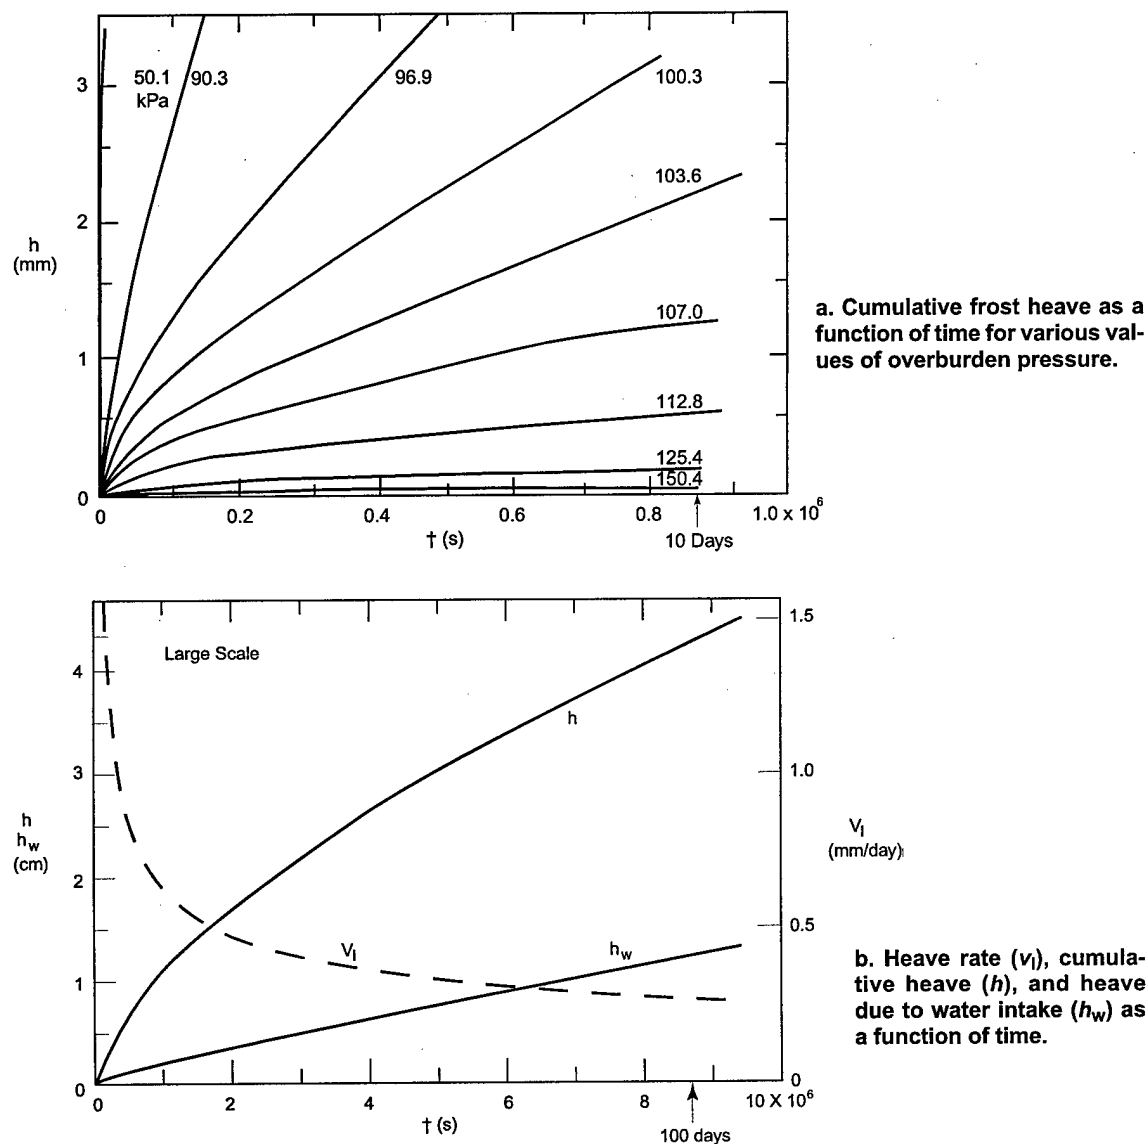 3
50.1
kPa
90.3
96.9
100.3
103.6
2
h
(mm)
107.0
1
112.8
125.4
150.4
0
0
0.2
0.4
0.6
0.8
1.0 x 10⁶
† (s)
10 Days
a. Cumulative frost heave as a
function of time for various val-
ues of overburden pressure.
Large Scale
4
3
2
1
0
h
h_w
(cm)
h
V_l
h_w
1.5
1.0
0.5
0
V_l
(mm/day)
0
2
4
6
8
10 X 10⁶
† (s)
100 days
b. Heave rate (v_l), cumula-
tive heave (h), and heave
due to water intake (h_w) as
a function of time.